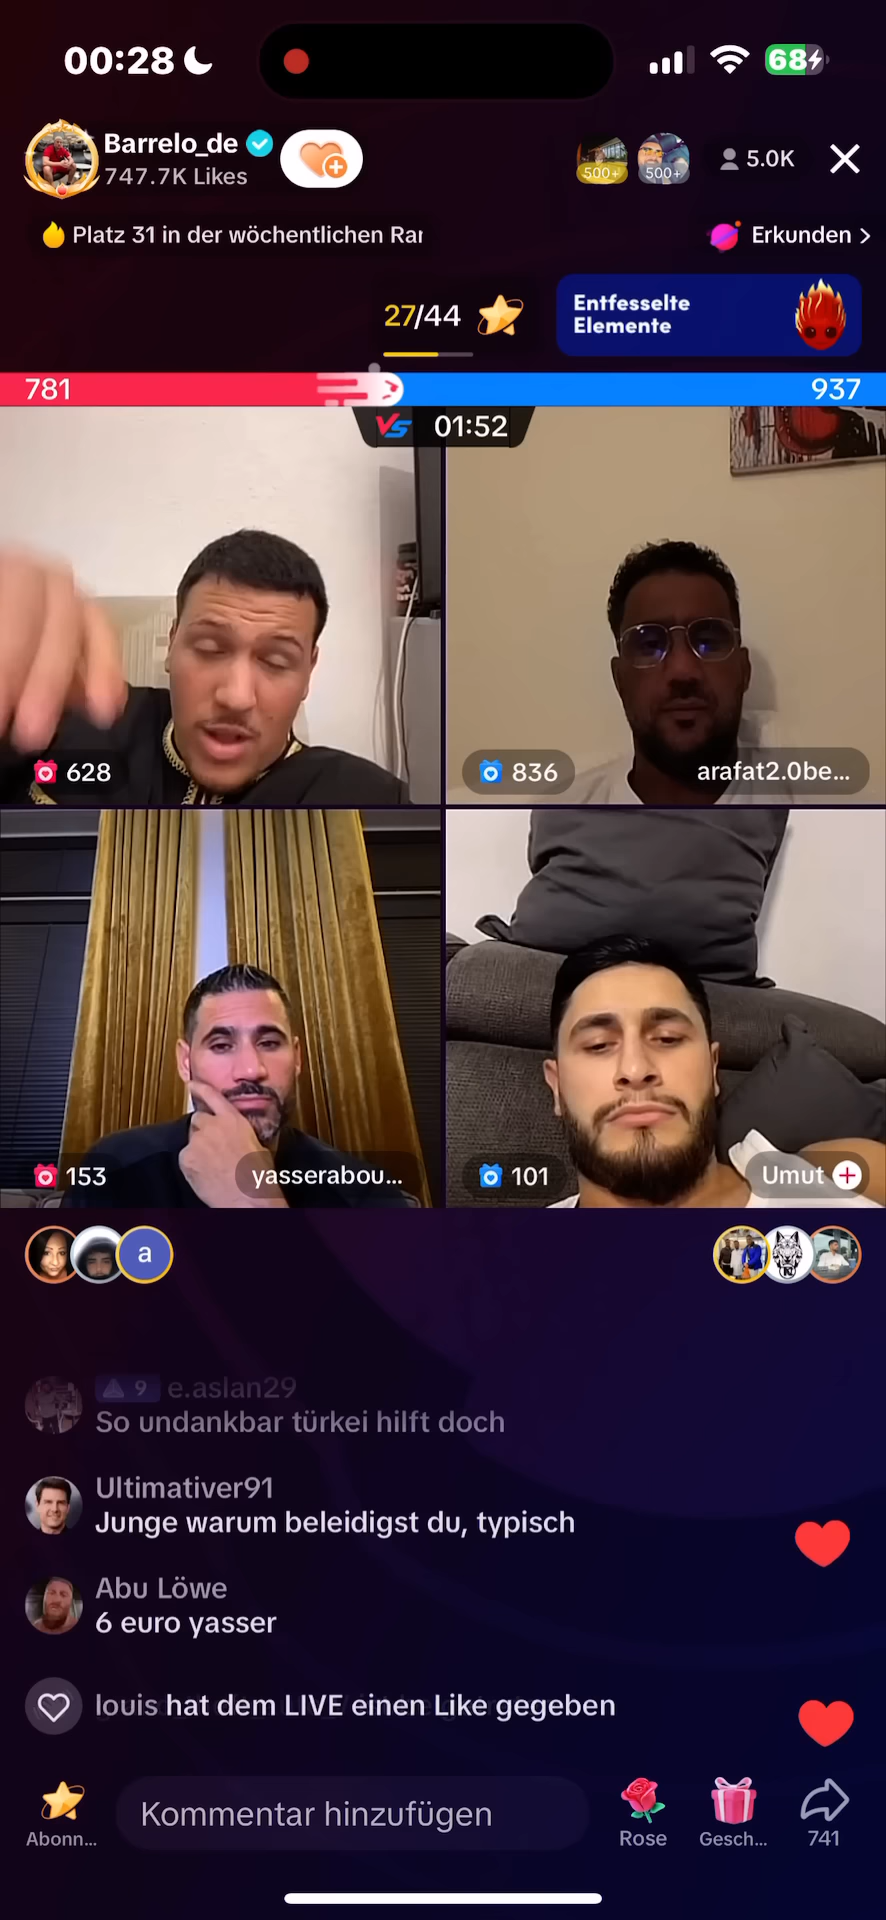 00:28
68
Barrelo_de
747.7K Likes
500+
500+
5.0K
Platz 31 in der wöchentlichen Rar
Erkunden >
27/44
Entfesselte
Elemente
781
937
VS 01:52
628
836
arafat2.0be...
153
yasserabou...
101
Umut
a
9 e.aslan29
So undankbar türkei hilft doch
Ultimativer91
Junge warum beleidigst du, typisch
Abu Löwe
6 euro yasser
louis hat dem LIVE einen Like gegeben
Abonn...
Kommentar hinzufügen
Rose
Gesch...
741